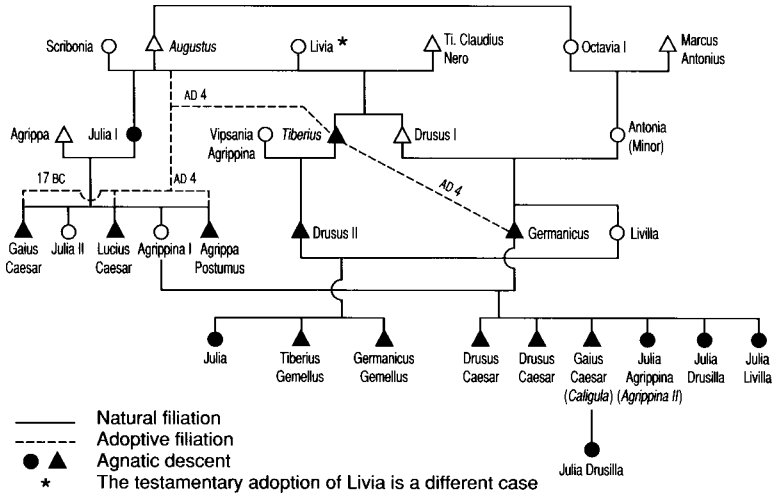 Scribonia
Augustus
Livia *
Ti. Claudius
Nero
Octavia I
Marcus
Antonius
AD 4
Agrippa
Julia I
Vipsania
Agrippina
Tiberius
Drusus I
Antonia
(Minor)
17 BC
AD 4
AD 4
Gaius
Caesar
Julia II
Lucius
Caesar
Agrippina I
Agrippa
Postumus
Drusus II
Germanicus
Livilla
Julia
Tiberius
Gemellus
Germanicus
Gemellus
Drusus
Caesar
Drusus
Caesar
Gaius
Caesar
(Caligula)
Julia
Agrippina
(Agrippina II)
Julia
Drusilla
Julia
Livilla
Julia Drusilla
Natural filiation
Adoptive filiation
Agnatic descent
* The testamentary adoption of Livia is a different case